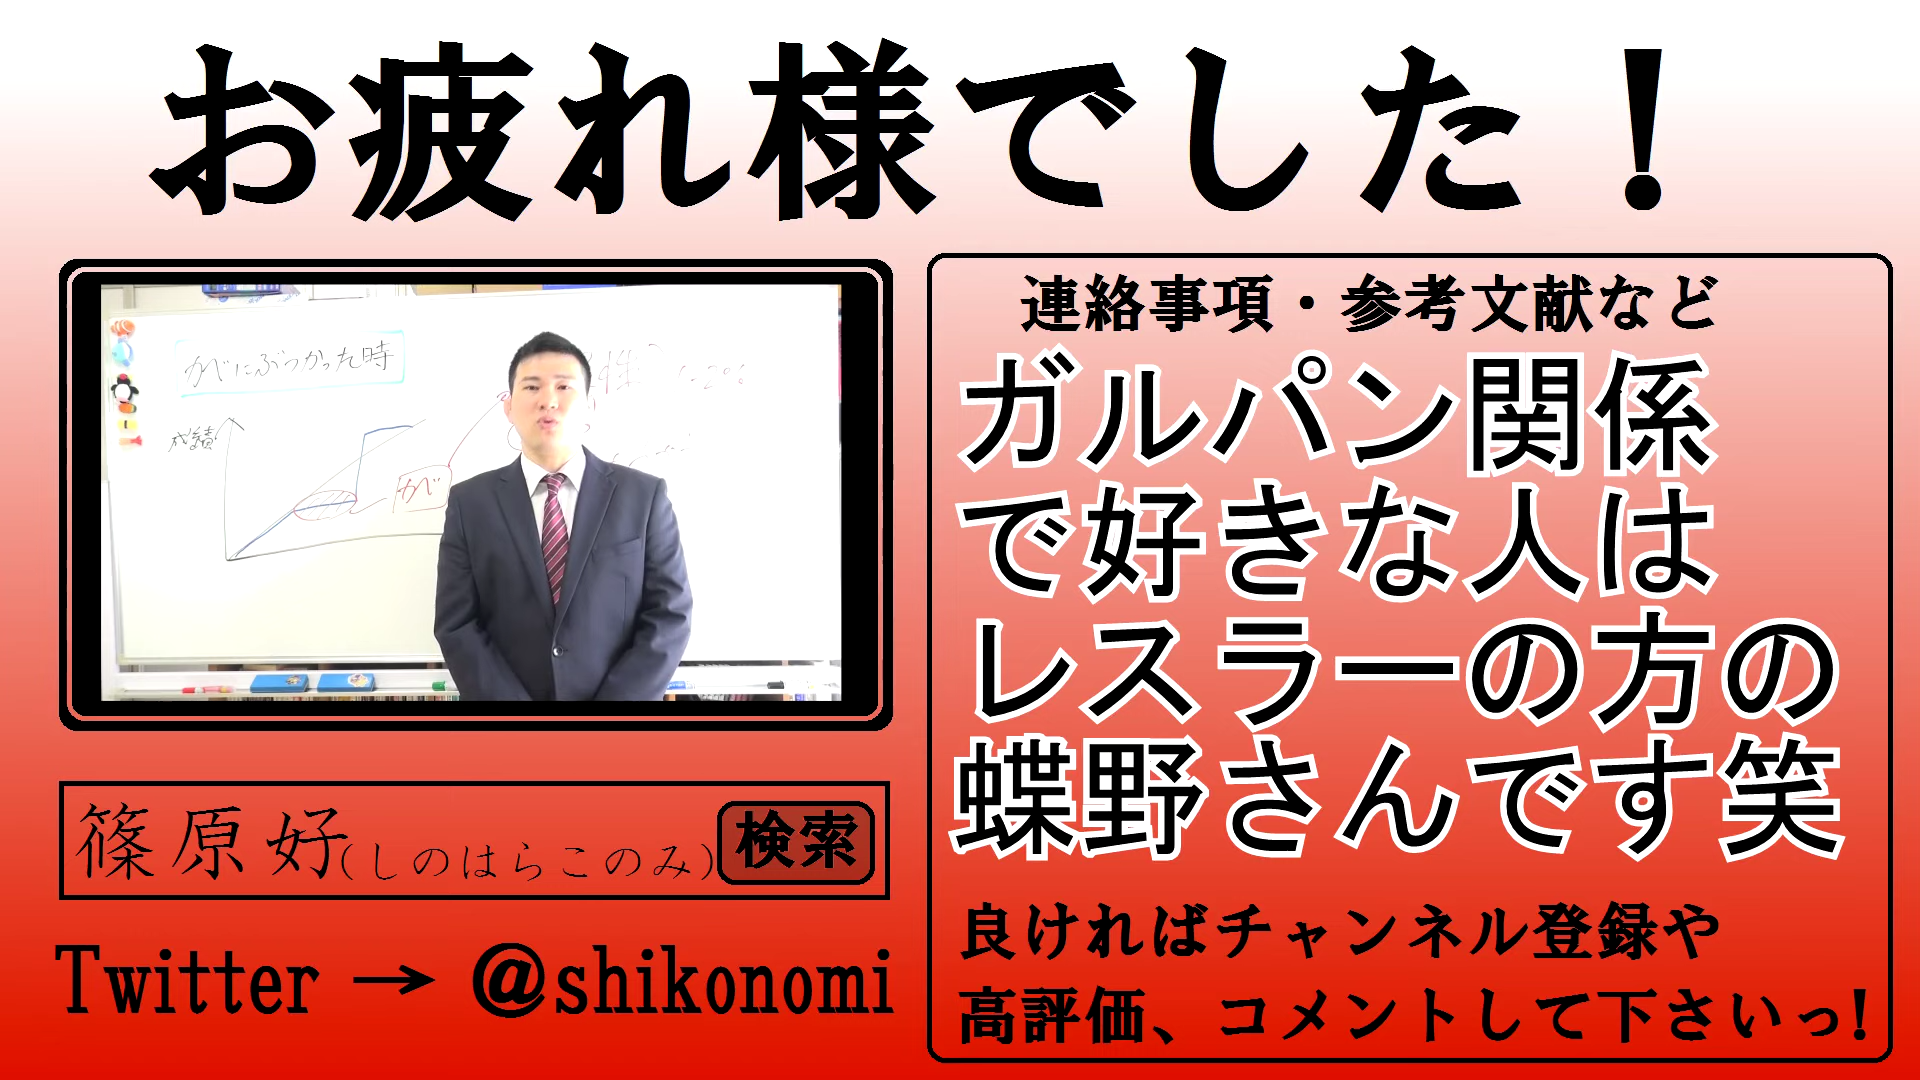 お疲れ様でした！
かべにぶつかった時
成績
かべ
篠原好(しのはらこのみ) 検索
Twitter → @shikonomi
連絡事項・参考文献など
ガルパン関係
で好きな人は
レスラーの方の
蝶野さんです笑
良ければチャンネル登録や
高評価、コメントして下さいっ!